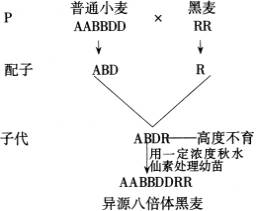 P 普通小麦 × 黑麦
AABBDD RR
配子 ABD R
子代 ABDR——高度不育
用一定浓度秋水
仙素处理幼苗
AABBDDRR
异源八倍体黑麦